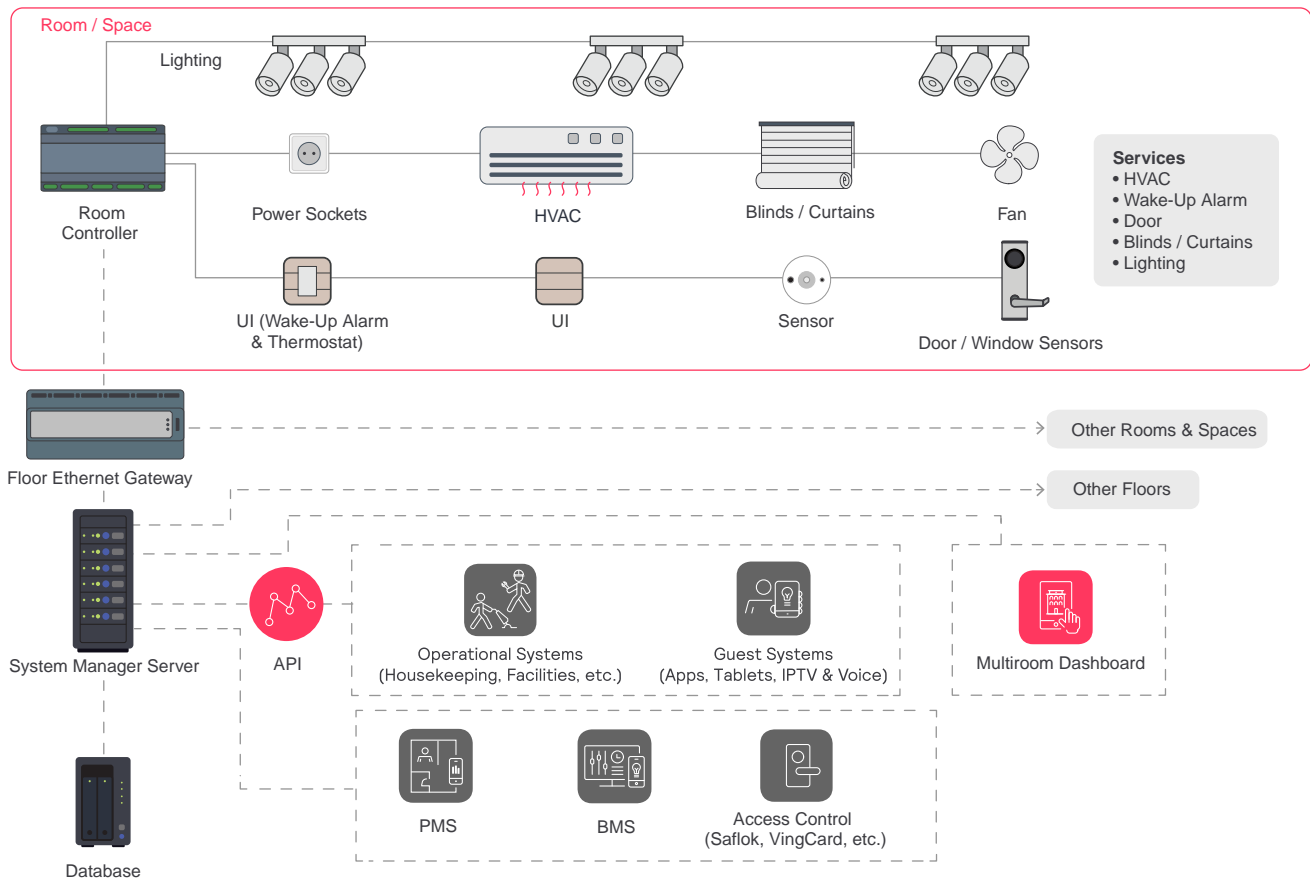 Room / Space
Lighting
Room
Controller
Power Sockets
HVAC
Blinds / Curtains
Fan
Services
• HVAC
• Wake-Up Alarm
• Door
• Blinds / Curtains
• Lighting
UI (Wake-Up Alarm
& Thermostat)
UI
Sensor
Door / Window Sensors
Floor Ethernet Gateway
Other Rooms & Spaces
Other Floors
System Manager Server
API
Operational Systems
(Housekeeping, Facilities, etc.)
Guest Systems
(Apps, Tablets, IPTV & Voice)
Multiroom Dashboard
PMS
BMS
Access Control
(Saflok, VingCard, etc.)
Database